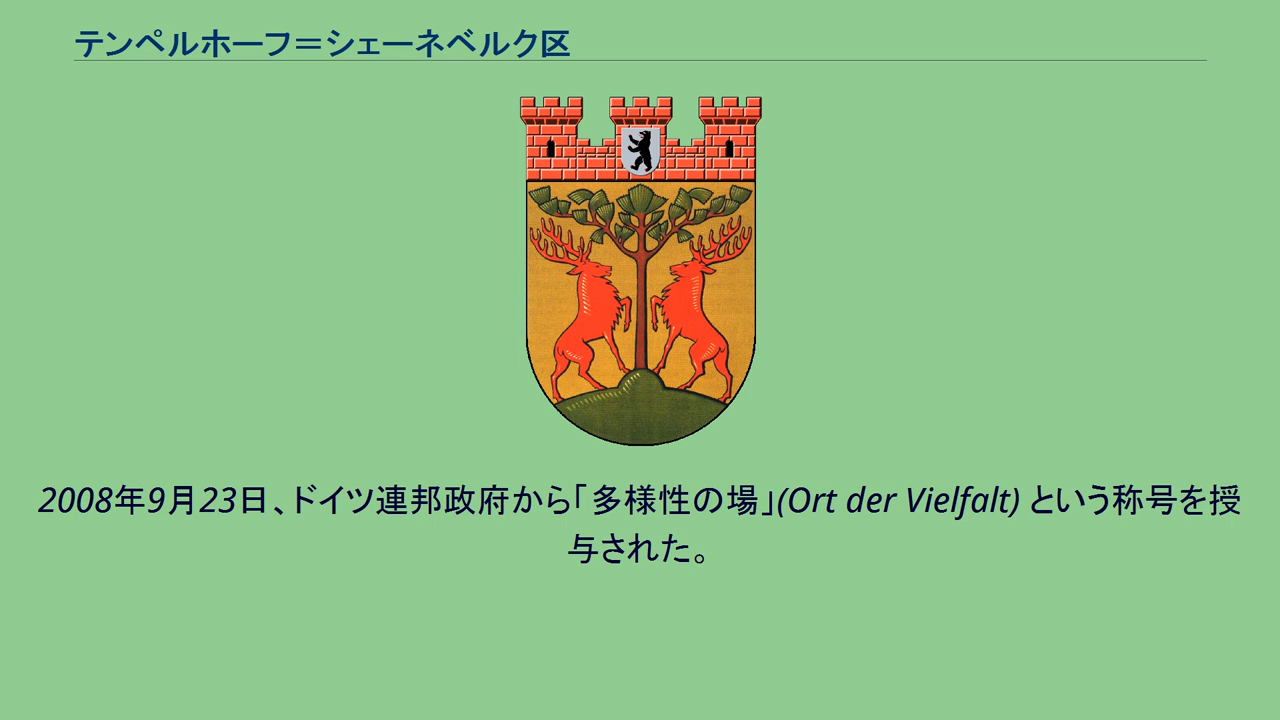 テンペルホーフ＝シェーネベルク区
2008年9月23日、ドイツ連邦政府から「多様性の場」(Ort der Vielfalt) という称号を授
与された。